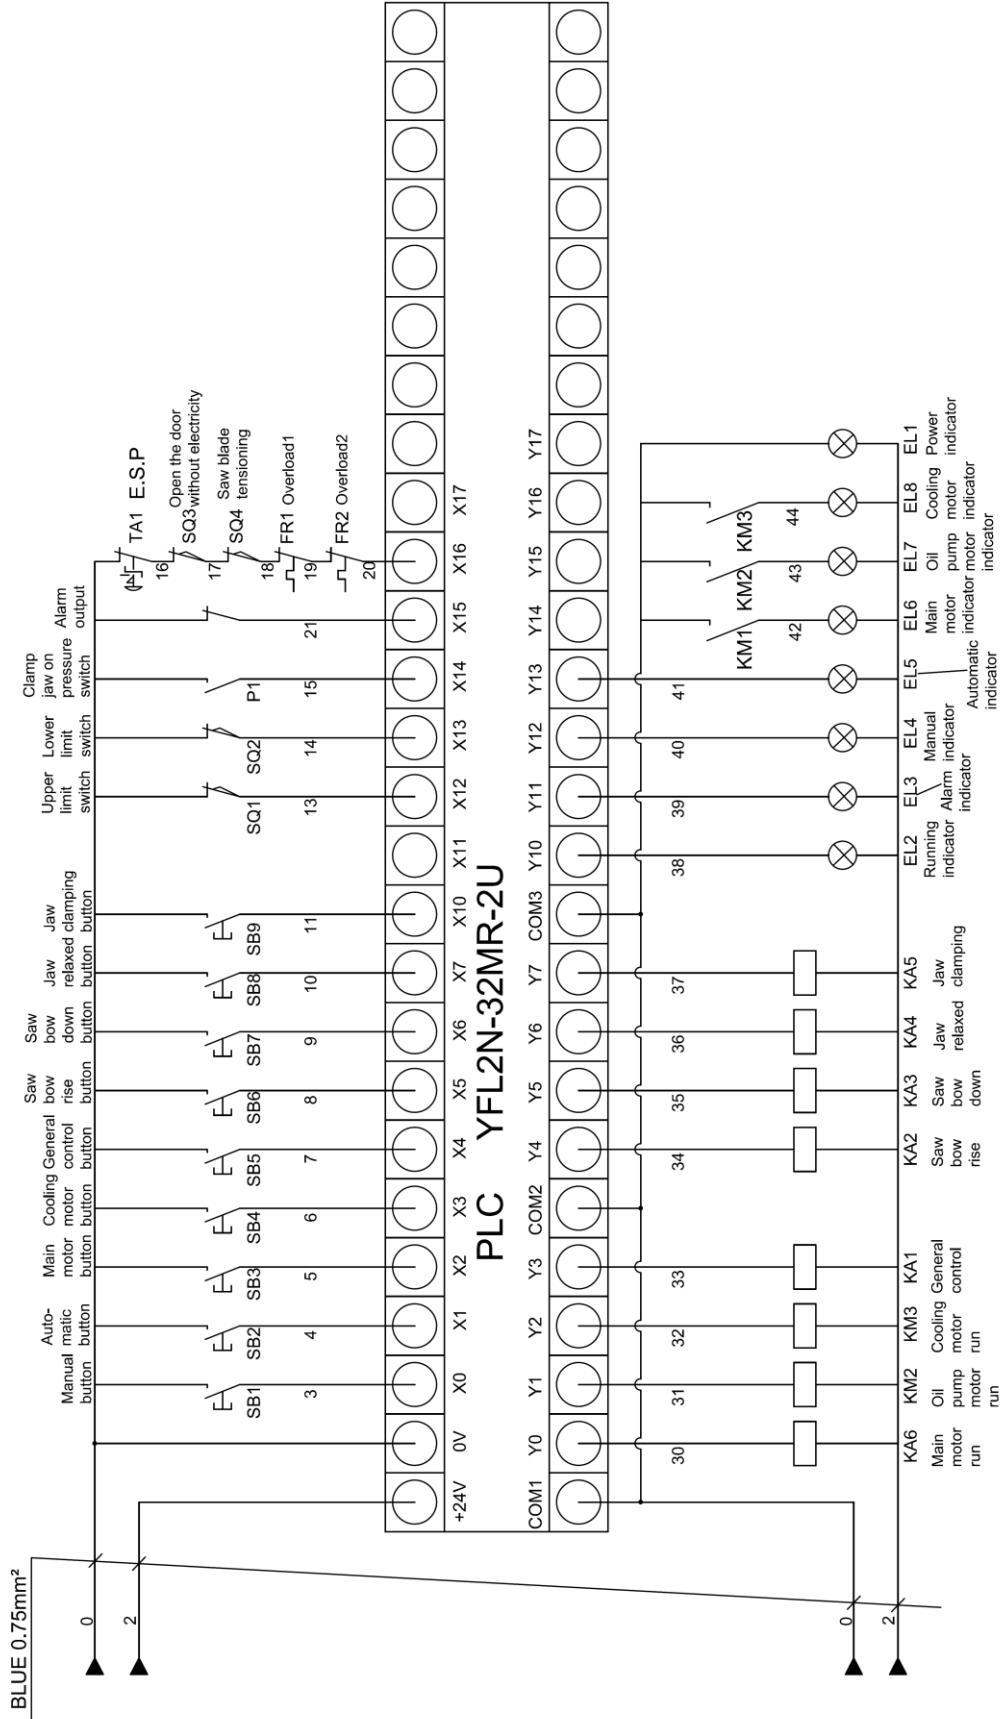 BLUE 0.75mm²
0
2
0
2
Manual
button
Auto-
matic
button
Main
motor
button
Cooling
motor
button
General
control
button
Saw
bow
rise
button
Saw
bow
down
button
Jaw
relaxed
button
Jaw
clamping
button
Upper
limit
switch
Lower
limit
switch
Clamp
jaw on
pressure
switch
Alarm
output
TA1 E.S.P
SQ3
Open the door
without electricity
SQ4
Saw blade
tensioning
FR1 Overload1
FR2 Overload2
SB1
SB2
SB3
SB4
SB5
SB6
SB7
SB8
SB9
SQ1
SQ2
P1
3
4
5
6
7
8
9
10
11
13
14
15
21
16
17
18
19
20
+24V
0V
X0
X1
X2
X3
X4
X5
X6
X7
X10
X11
X12
X13
X14
X15
X16
X17
PLC YFL2N-32MR-2U
COM1
Y0
Y1
Y2
Y3
COM2
Y4
Y5
Y6
Y7
COM3
Y10
Y11
Y12
Y13
Y14
Y15
Y16
Y17
30
31
32
33
34
35
36
37
38
39
40
41
KM1
KM2
KM3
42
43
44
KA6
Main
motor
run
KM2
Oil
pump
motor
run
KM3
Cooling
motor
run
KA1
General
control
KA2
Saw
bow
rise
KA3
Saw
bow
down
KA4
Jaw
relaxed
KA5
Jaw
clamping
EL2
Running
indicator
EL3
Alarm
indicator
EL4
Manual
indicator
EL5
Automatic
indicator
EL6
Main
motor
indicator
EL7
Oil
pump
motor
indicator
EL8
Cooling
motor
indicator
EL1
Power
indicator